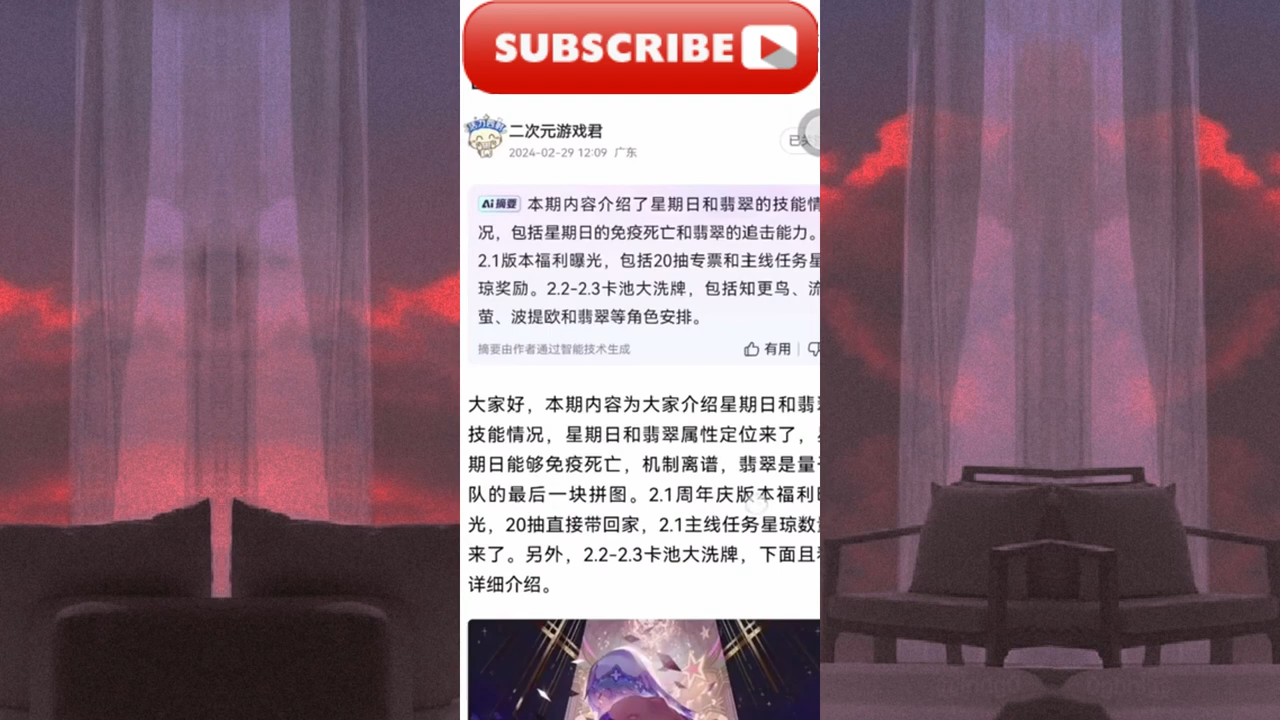 SUBSCRIBE
二次元游戏君
2024-02-29 12:09 广东
已关
Ai 摘要 本期内容介绍了星期日和翡翠的技能情
况，包括星期日的免疫死亡和翡翠的追击能力。
2.1版本福利曝光，包括20抽专票和主线任务星
琼奖励。2.2-2.3卡池大洗牌，包括知更鸟、流
萤、波提欧和翡翠等角色安排。
摘要由作者通过智能技术生成
有用
大家好，本期内容为大家介绍星期日和翡
技能情况，星期日和翡翠属性定位来了，
期日能够免疫死亡，机制离谱，翡翠是量
队的最后一块拼图。2.1周年庆版本福利
光，20抽直接带回家，2.1主线任务星琼数
来了。另外，2.2-2.3卡池大洗牌，下面且
详细介绍。